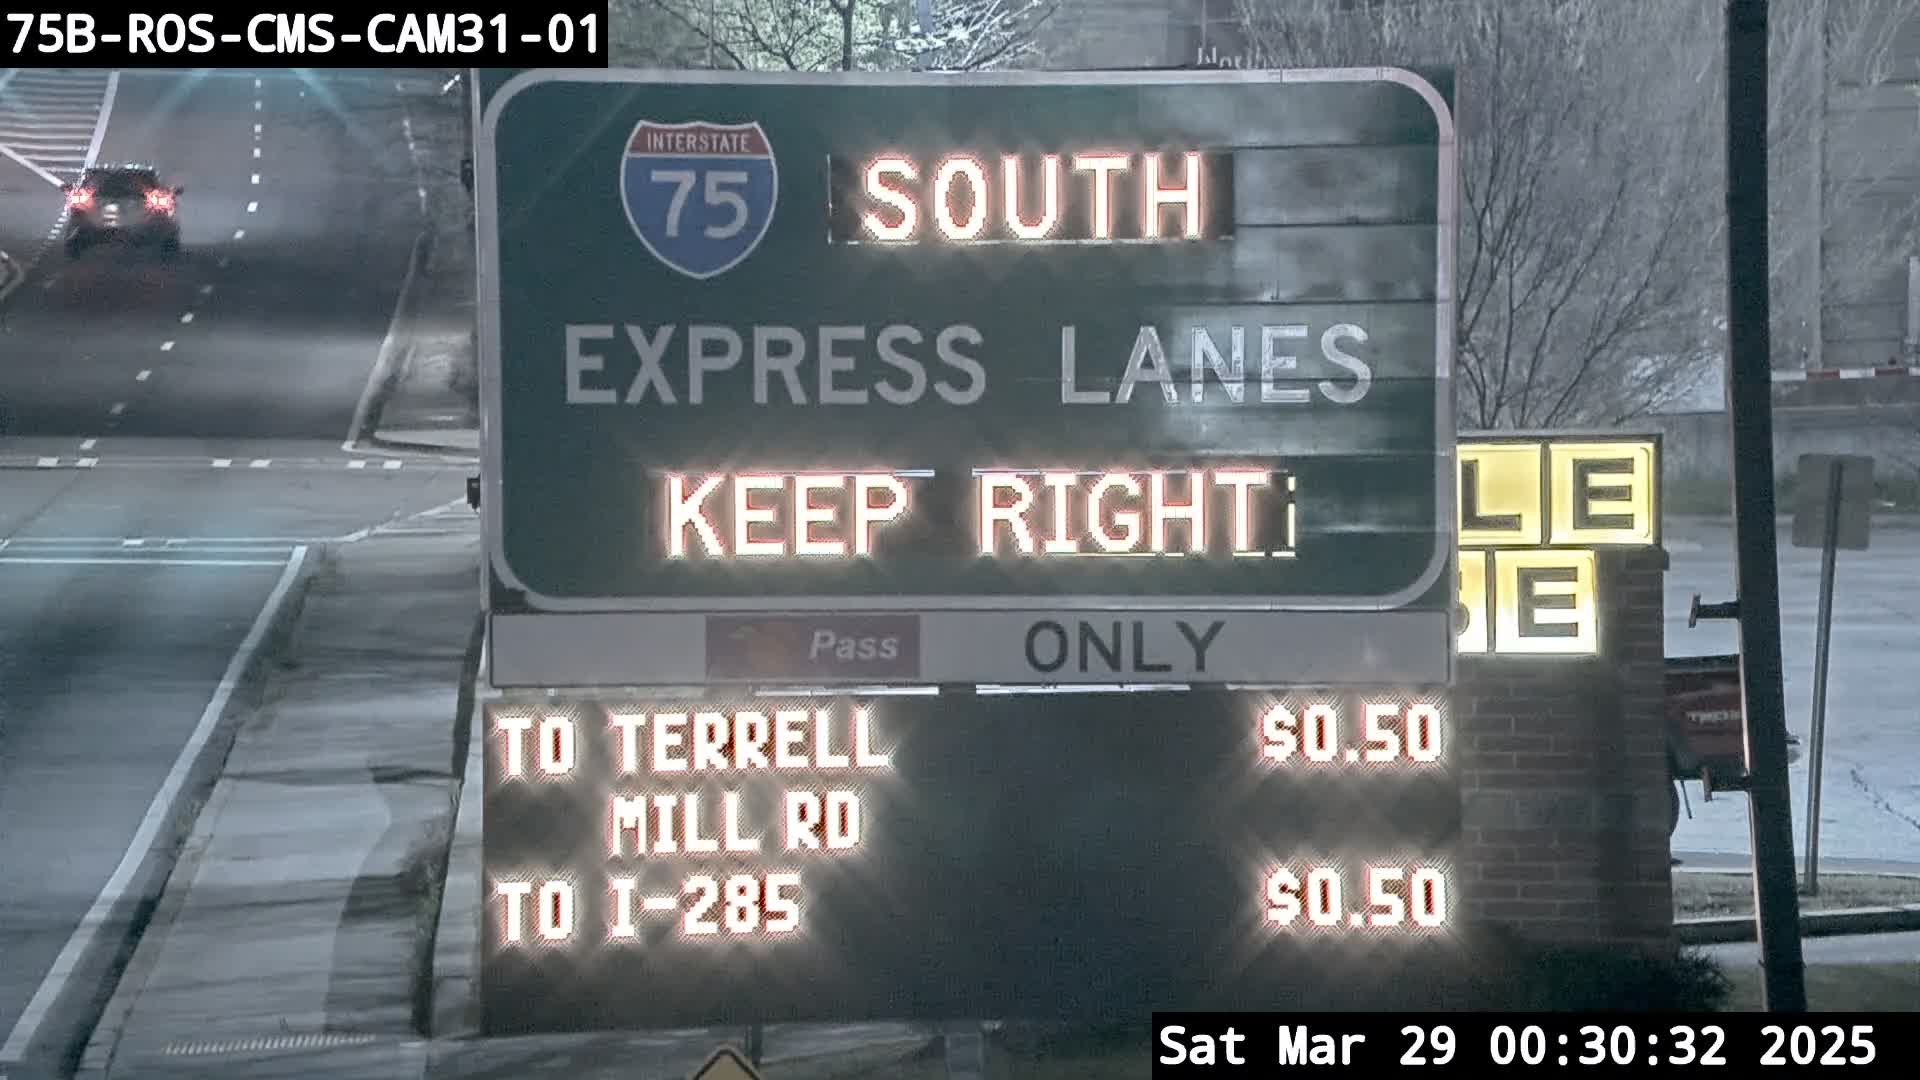 75B-ROS-CMS-CAM31-01
INTERSTATE
75
SOUTH
EXPRESS LANES
KEEP RIGHT
Pass ONLY
TO TERRELL $0.50
MILL RD
TO I-285 $0.50
LE
E
Sat Mar 29 00:30:32 2025